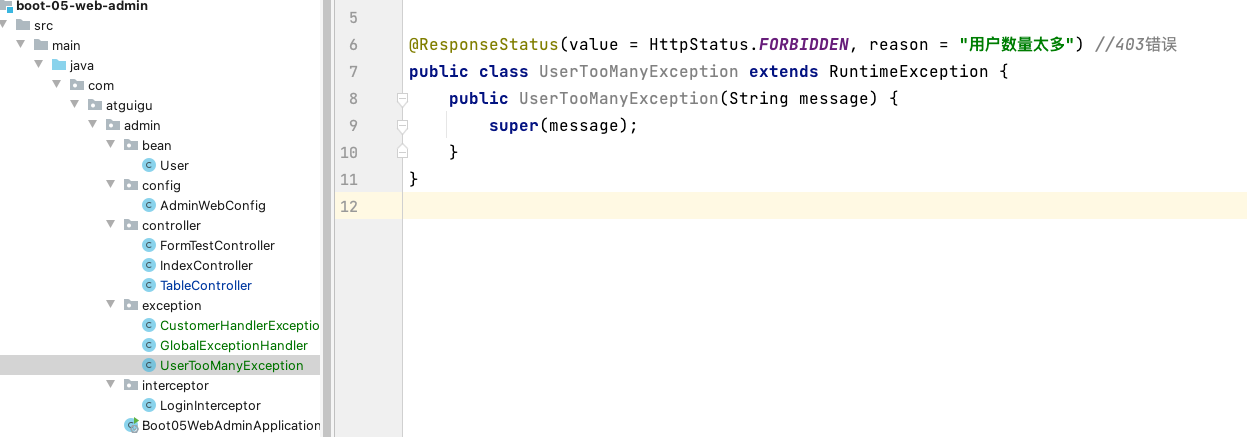 boot-05-web-admin
src
main
java
com
atguigu
admin
bean
User
config
AdminWebConfig
controller
FormTestController
IndexController
TableController
exception
CustomerHandlerExceptio
GlobalExceptionHandler
UserTooManyException
interceptor
LoginInterceptor
Boot05WebAdminApplication
5
6 @ResponseStatus(value = HttpStatus.FORBIDDEN, reason = "用户数量太多") //403错误
7 public class UserTooManyException extends RuntimeException {
8 public UserTooManyException(String message) {
9 super(message);
10 }
11 }
12